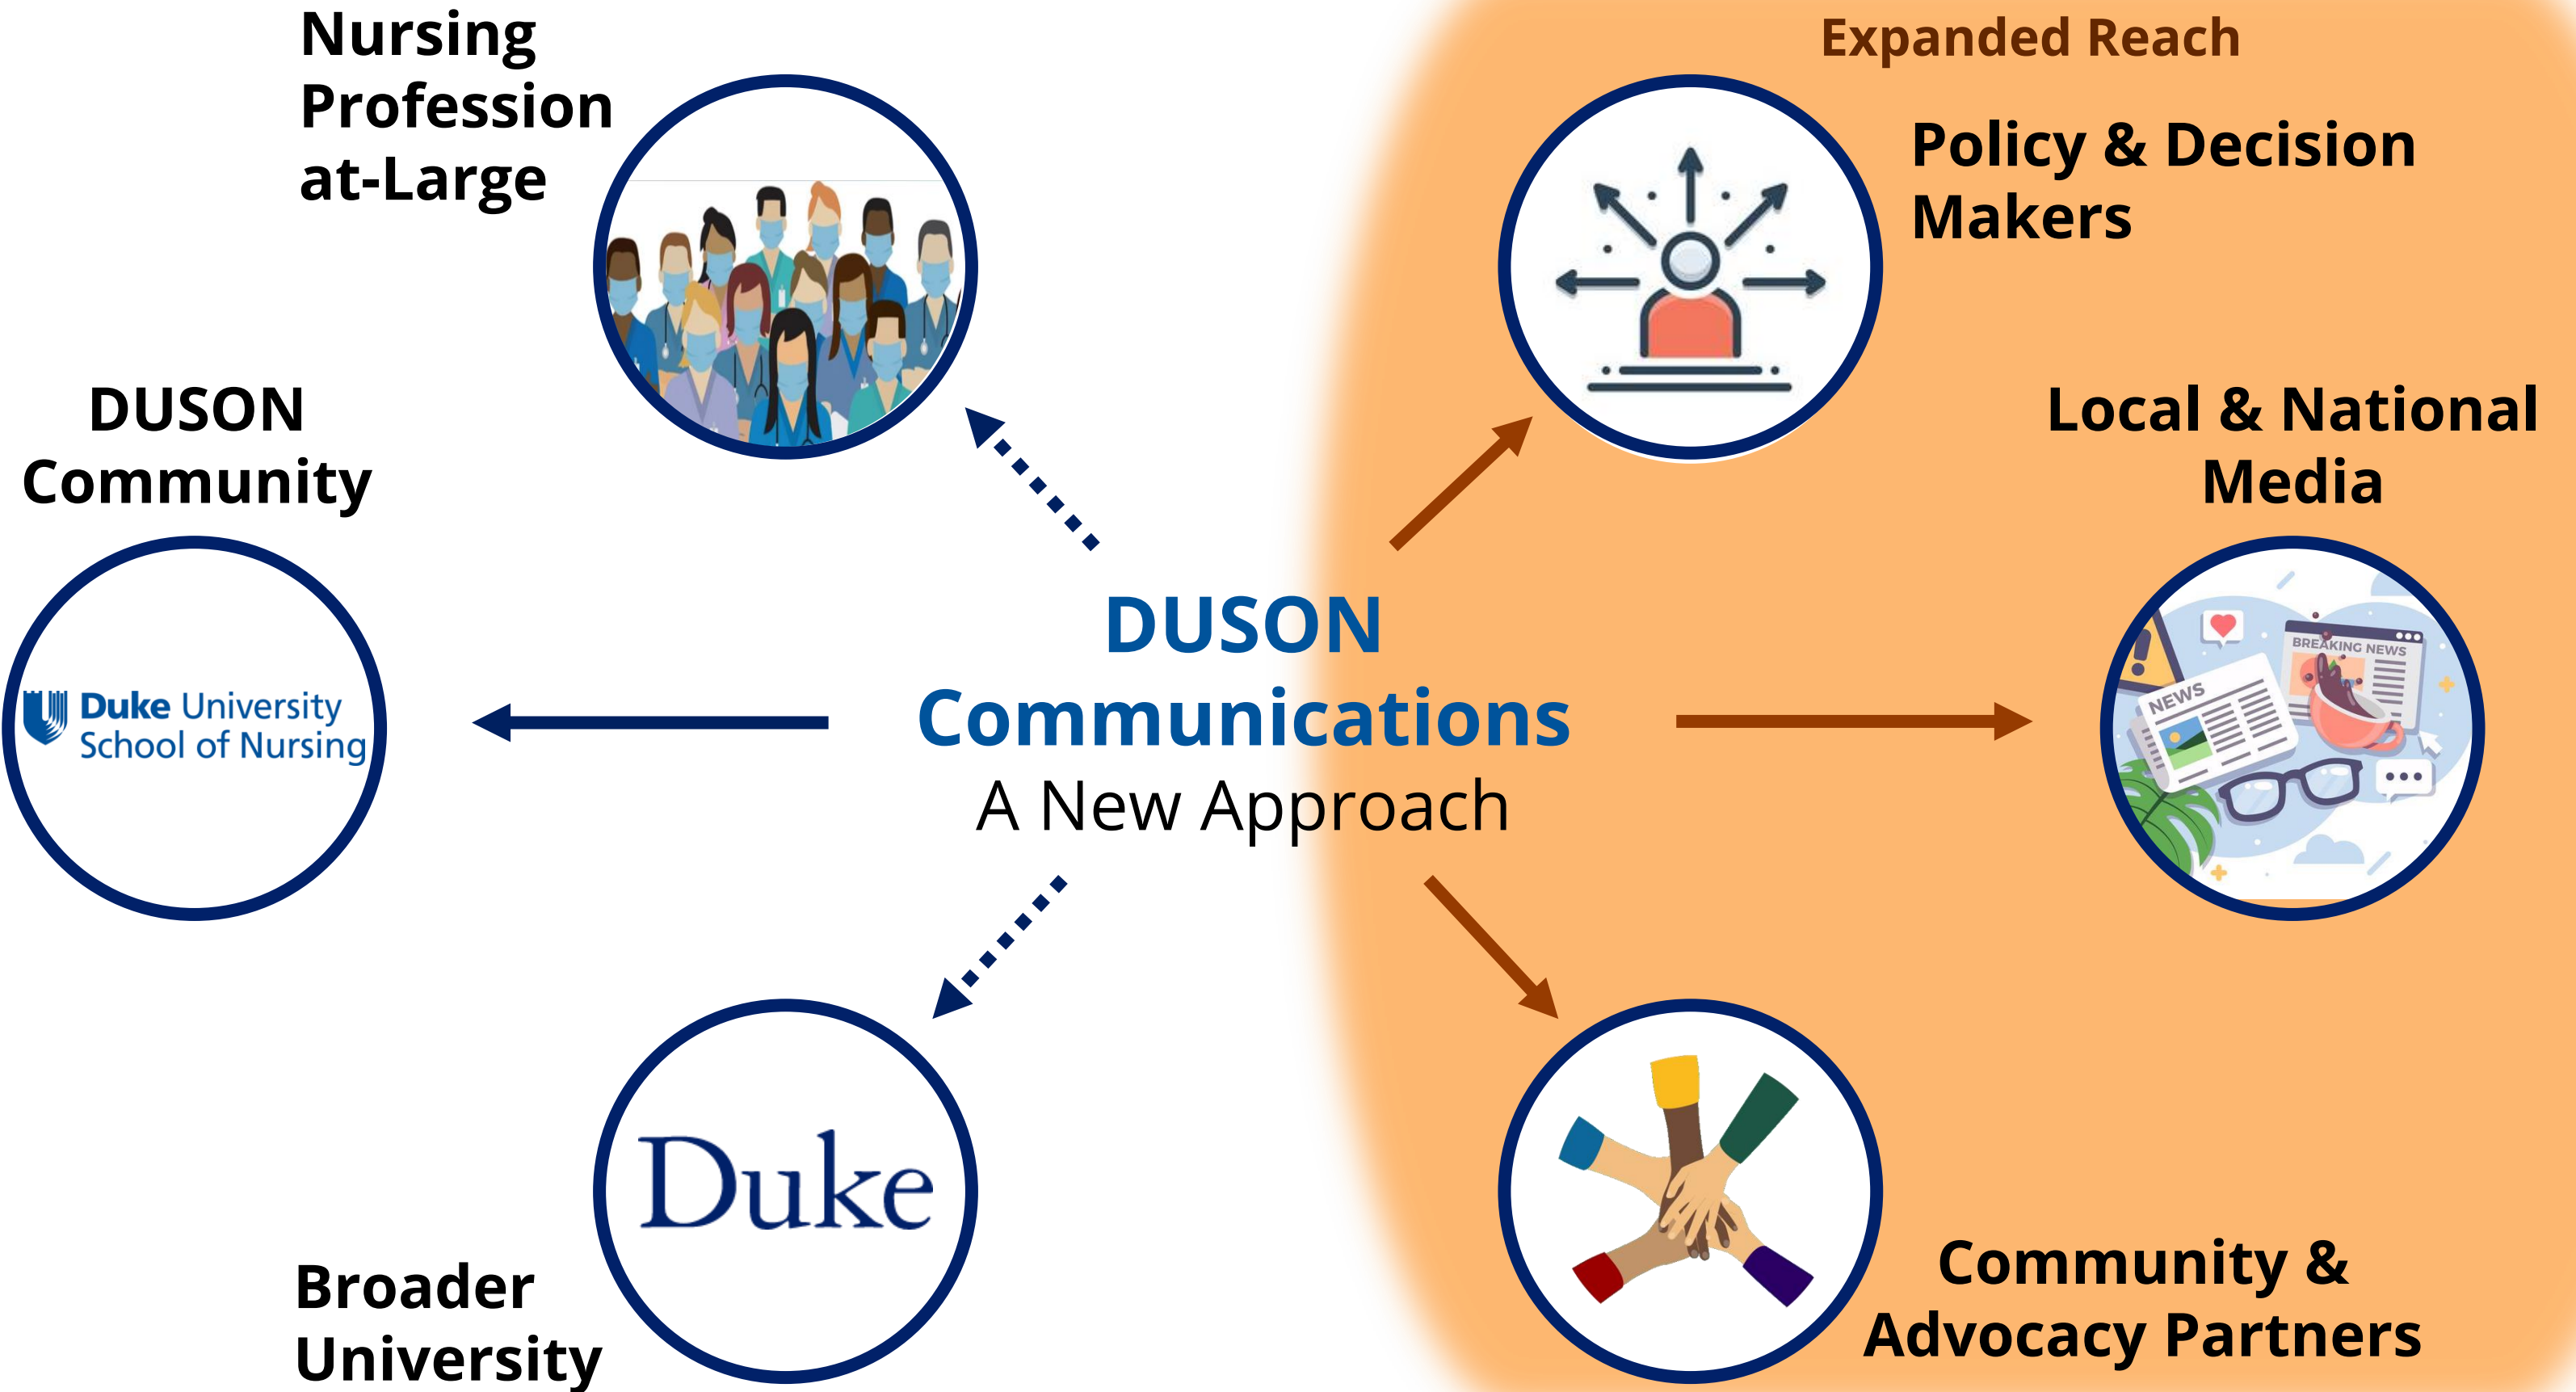 Nursing
Profession
at-Large
Expanded Reach
Policy & Decision
Makers
DUSON
Community
Local & National
Media
Duke University
School of Nursing
DUSON
Communications
A New Approach
BREAKING NEWS
NEWS
Duke
Broader
University
Community &
Advocacy Partners